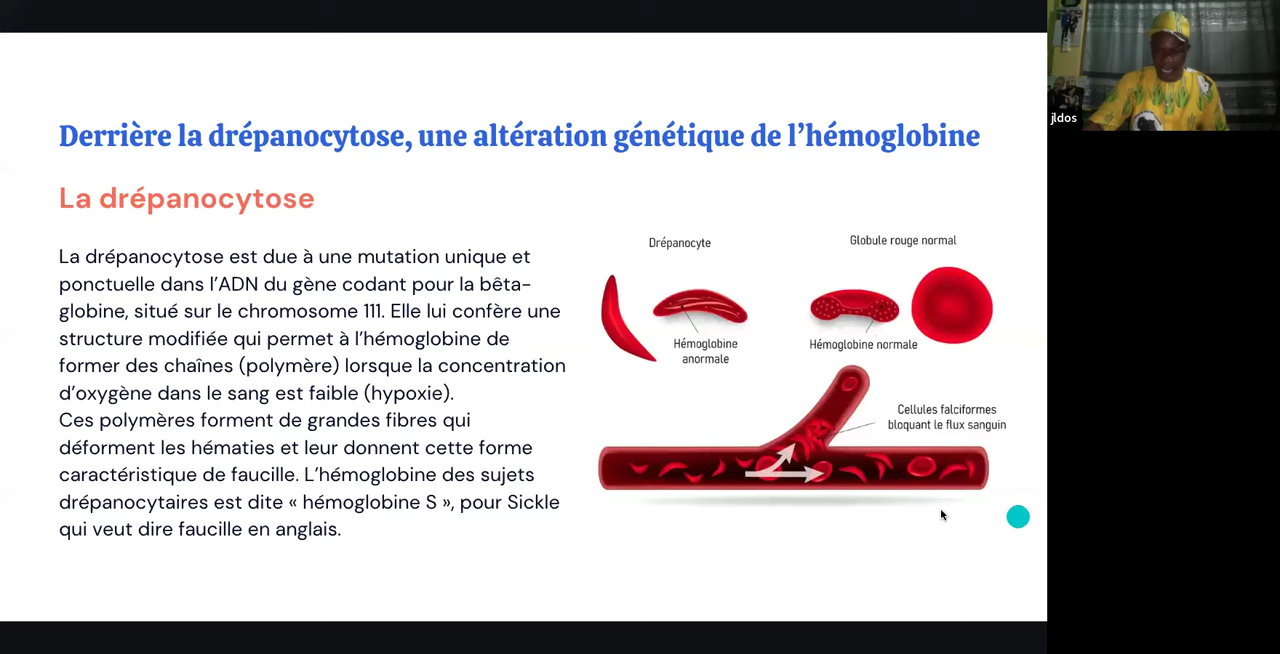 Derrière la drépanocytose, une altération génétique de l’hémoglobine
La drépanocytose
La drépanocytose est due à une mutation unique et
ponctuelle dans l’ADN du gène codant pour la bêta-
globine, situé sur le chromosome 111. Elle lui confère une
structure modifiée qui permet à l’hémoglobine de
former des chaînes (polymère) lorsque la concentration
d’oxygène dans le sang est faible (hypoxie).
Ces polymères forment de grandes fibres qui
déforment les hématies et leur donnent cette forme
caractéristique de faucille. L’hémoglobine des sujets
drépanocytaires est dite « hémoglobine S », pour Sickle
qui veut dire faucille en anglais.
Drépanocyte
Globule rouge normal
Hémoglobine
anormale
Hémoglobine normale
Cellules falciformes
bloquant le flux sanguin
jldos